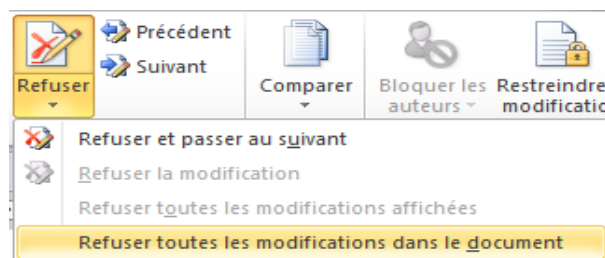 Précédent
Suivant
Refuser
Comparer
Bloquer les
auteurs
Restreindre
modificatio
Refuser et passer au suivant
Refuser la modification
Refuser toutes les modifications affichées
Refuser toutes les modifications dans le document